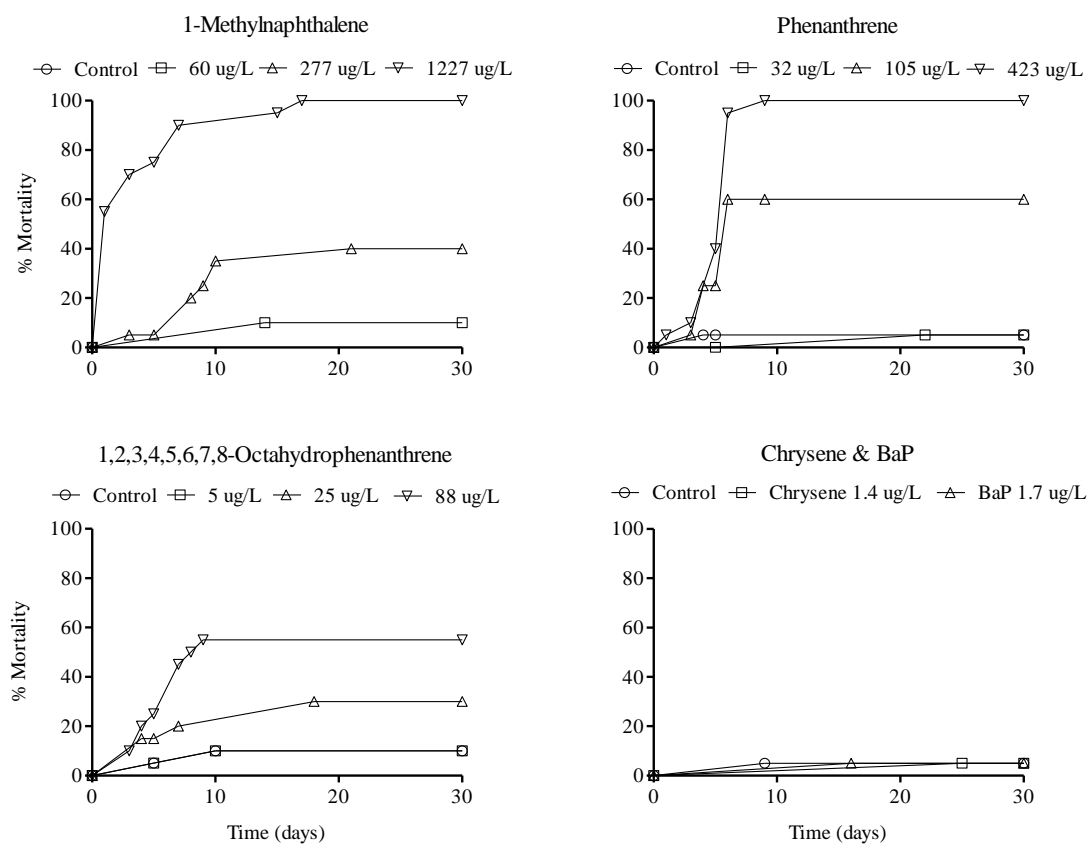 1-Methylnaphthalene
Control 60 ug/L 277 ug/L 1227 ug/L
100
80
60
40
20
0
% Mortality
0 10 20 30
Phenanthrene
Control 32 ug/L 105 ug/L 423 ug/L
100
80
60
40
20
0
0 10 20 30
1,2,3,4,5,6,7,8-Octahydrophenanthrene
Control 5 ug/L 25 ug/L 88 ug/L
100
80
60
40
20
0
% Mortality
0 10 20 30
Time (days)
Chrysene & BaP
Control Chrysene 1.4 ug/L BaP 1.7 ug/L
100
80
60
40
20
0
0 10 20 30
Time (days)